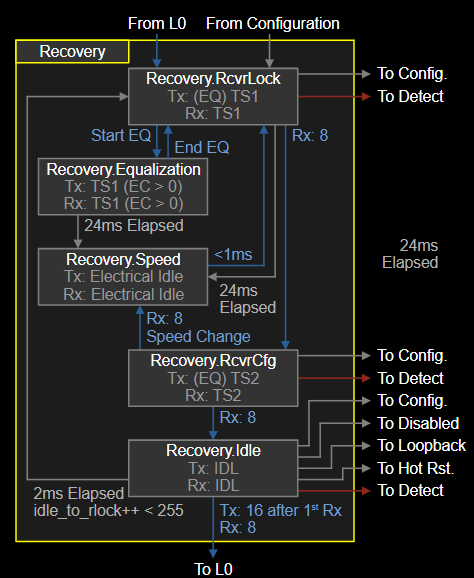 From L0
From Configuration
Recovery
Recovery.RcvrLock
Tx: (EQ) TS1
Rx: TS1
To Config.
To Detect
Start EQ
End EQ
Rx: 8
Recovery.Equalization
Tx: TS1 (EC > 0)
Rx: TS1 (EC > 0)
24ms Elapsed
24ms
Elapsed
Recovery.Speed
Tx: Electrical Idle
Rx: Electrical Idle
<1ms
24ms
Elapsed
Rx: 8
Speed Change
Recovery.RcvrCfg
Tx: (EQ) TS2
Rx: TS2
To Config.
To Detect
To Config.
Rx: 8
To Disabled
Recovery.Idle
Tx: IDL
Rx: IDL
To Loopback
To Hot Rst.
To Detect
2ms Elapsed
idle_to_rlock++ < 255
Tx: 16 after 1st Rx
Rx: 8
To L0